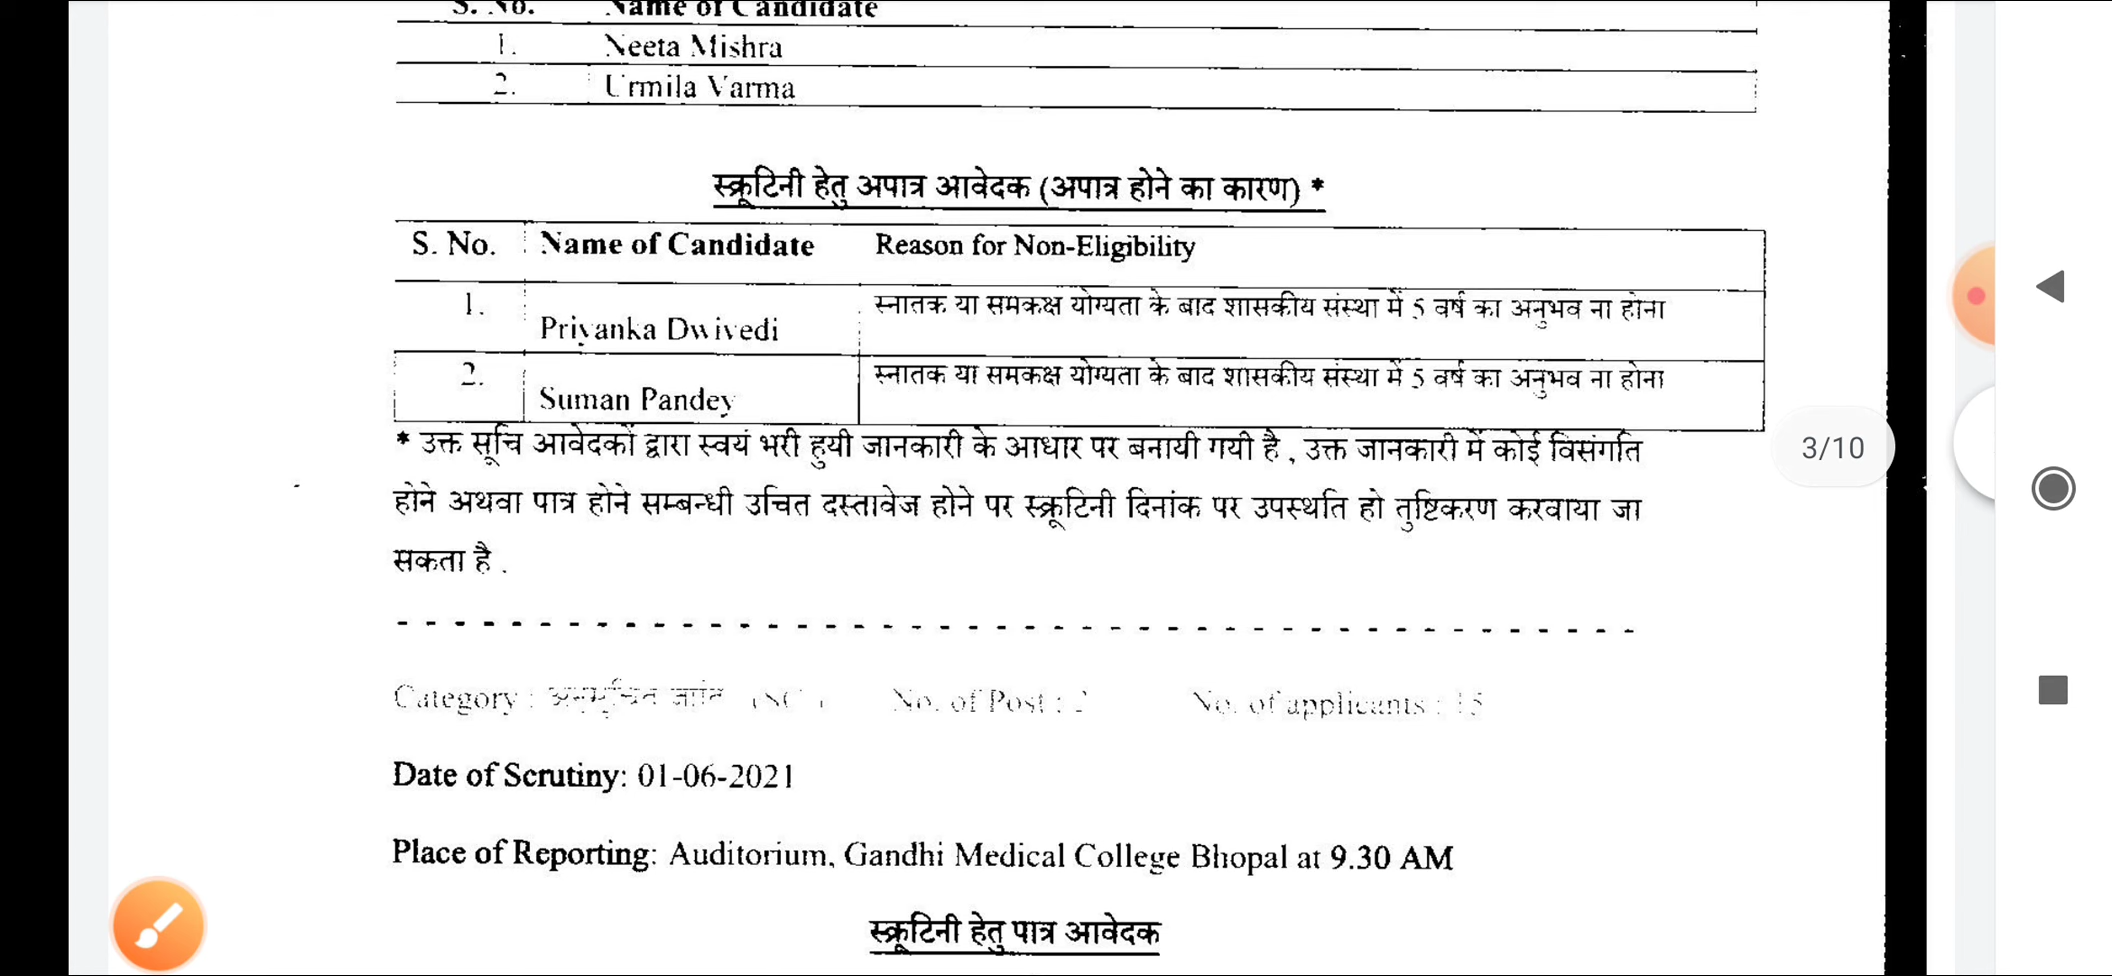 S. No. Name of Candidate
1. Neeta Mishra
2. Urmila Varma
स्क्रूटिनी हेतु अपात्र आवेदक (अपात्र होने का कारण) *
S. No. Name of Candidate Reason for Non-Eligibility
1. Priyanka Dwivedi स्नातक या समकक्ष योग्यता के बाद शासकीय संस्था में 5 वर्ष का अनुभव ना होना
2. Suman Pandey स्नातक या समकक्ष योग्यता के बाद शासकीय संस्था में 5 वर्ष का अनुभव ना होना
* उक्त सूचि आवेदकों द्वारा स्वयं भरी हुयी जानकारी के आधार पर बनायी गयी है , उक्त जानकारी में कोई विसंगति
होने अथवा पात्र होने सम्बन्धी उचित दस्तावेज होने पर स्क्रूटिनी दिनांक पर उपस्थति हो तुष्टिकरण करवाया जा
सकता है .
3/10
Category : अनुसूचित जाति (SC) No. of Post : 2 No. of applicants : 15
Date of Scrutiny: 01-06-2021
Place of Reporting: Auditorium, Gandhi Medical College Bhopal at 9.30 AM
स्क्रूटिनी हेतु पात्र आवेदक